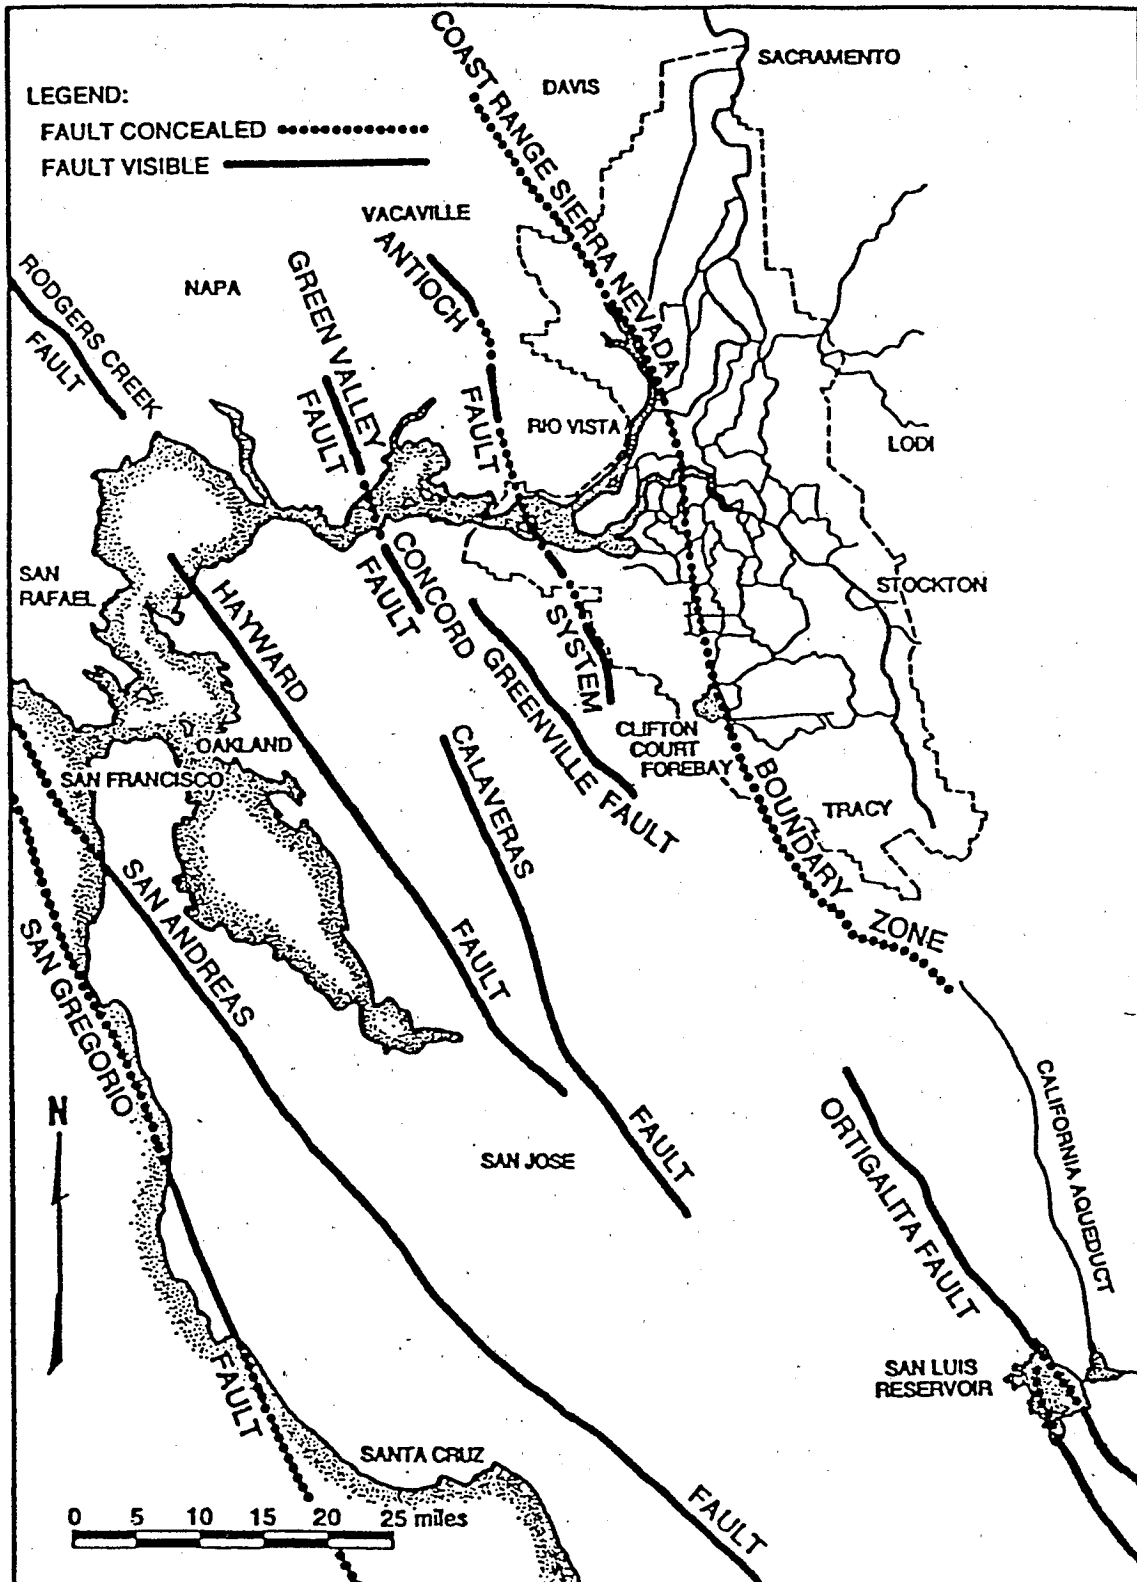 LEGEND:
FAULT CONCEALED
FAULT VISIBLE
COAST RANGE SIERRA NEVADA
BOUNDARY
ZONE
SACRAMENTO
DAVIS
VACAVILLE
ANTIOCH
FAULT
SYSTEM
NAPA
GREEN VALLEY
FAULT
RODGERS CREEK
FAULT
RIO VISTA
LODI
STOCKTON
SAN
RAFAEL
HAYWARD
FAULT
CONCORD
FAULT
GREENVILLE FAULT
CLIFTON
COURT
FOREBAY
TRACY
OAKLAND
SAN FRANCISCO
CALAVERAS
FAULT
SAN ANDREAS
FAULT
SAN GREGORIO
FAULT
N
SAN JOSE
ORTIGALITA FAULT
CALIFORNIA AQUEDUCT
SAN LUIS
RESERVOIR
SANTA CRUZ
0 5 10 15 20 25 miles